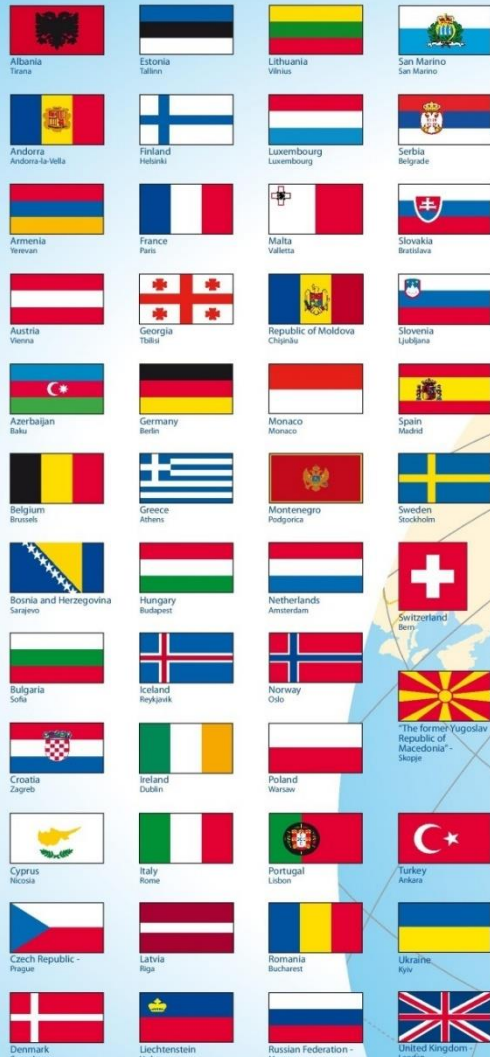 Albania
Tirana
Andorra
Andorra-la-Vella
Armenia
Yerevan
Austria
Vienna
Azerbaijan
Baku
Belgium
Brussels
Bosnia and Herzegovina
Sarajevo
Bulgaria
Sofia
Croatia
Zagreb
Cyprus
Nicosia
Czech Republic -
Prague
Denmark
Estonia
Tallinn
Finland
Helsinki
France
Paris
Georgia
Tbilisi
Germany
Berlin
Greece
Athens
Hungary
Budapest
Iceland
Reykjavik
Ireland
Dublin
Italy
Rome
Latvia
Riga
Liechtenstein
Lithuania
Vilnius
Luxembourg
Luxembourg
Malta
Valletta
Republic of Moldova
Chişinău
Monaco
Monaco
Montenegro
Podgorica
Netherlands
Amsterdam
Norway
Oslo
Poland
Warsaw
Portugal
Lisbon
Romania
Bucharest
Russian Federation -
San Marino
San Marino
Serbia
Belgrade
Slovakia
Bratislava
Slovenia
Ljubljana
Spain
Madrid
Sweden
Stockholm
Switzerland
Bern
"The former Yugoslav
Republic of
Macedonia" -
Skopje
Turkey
Ankara
Ukraine
Kyiv
United Kingdom -